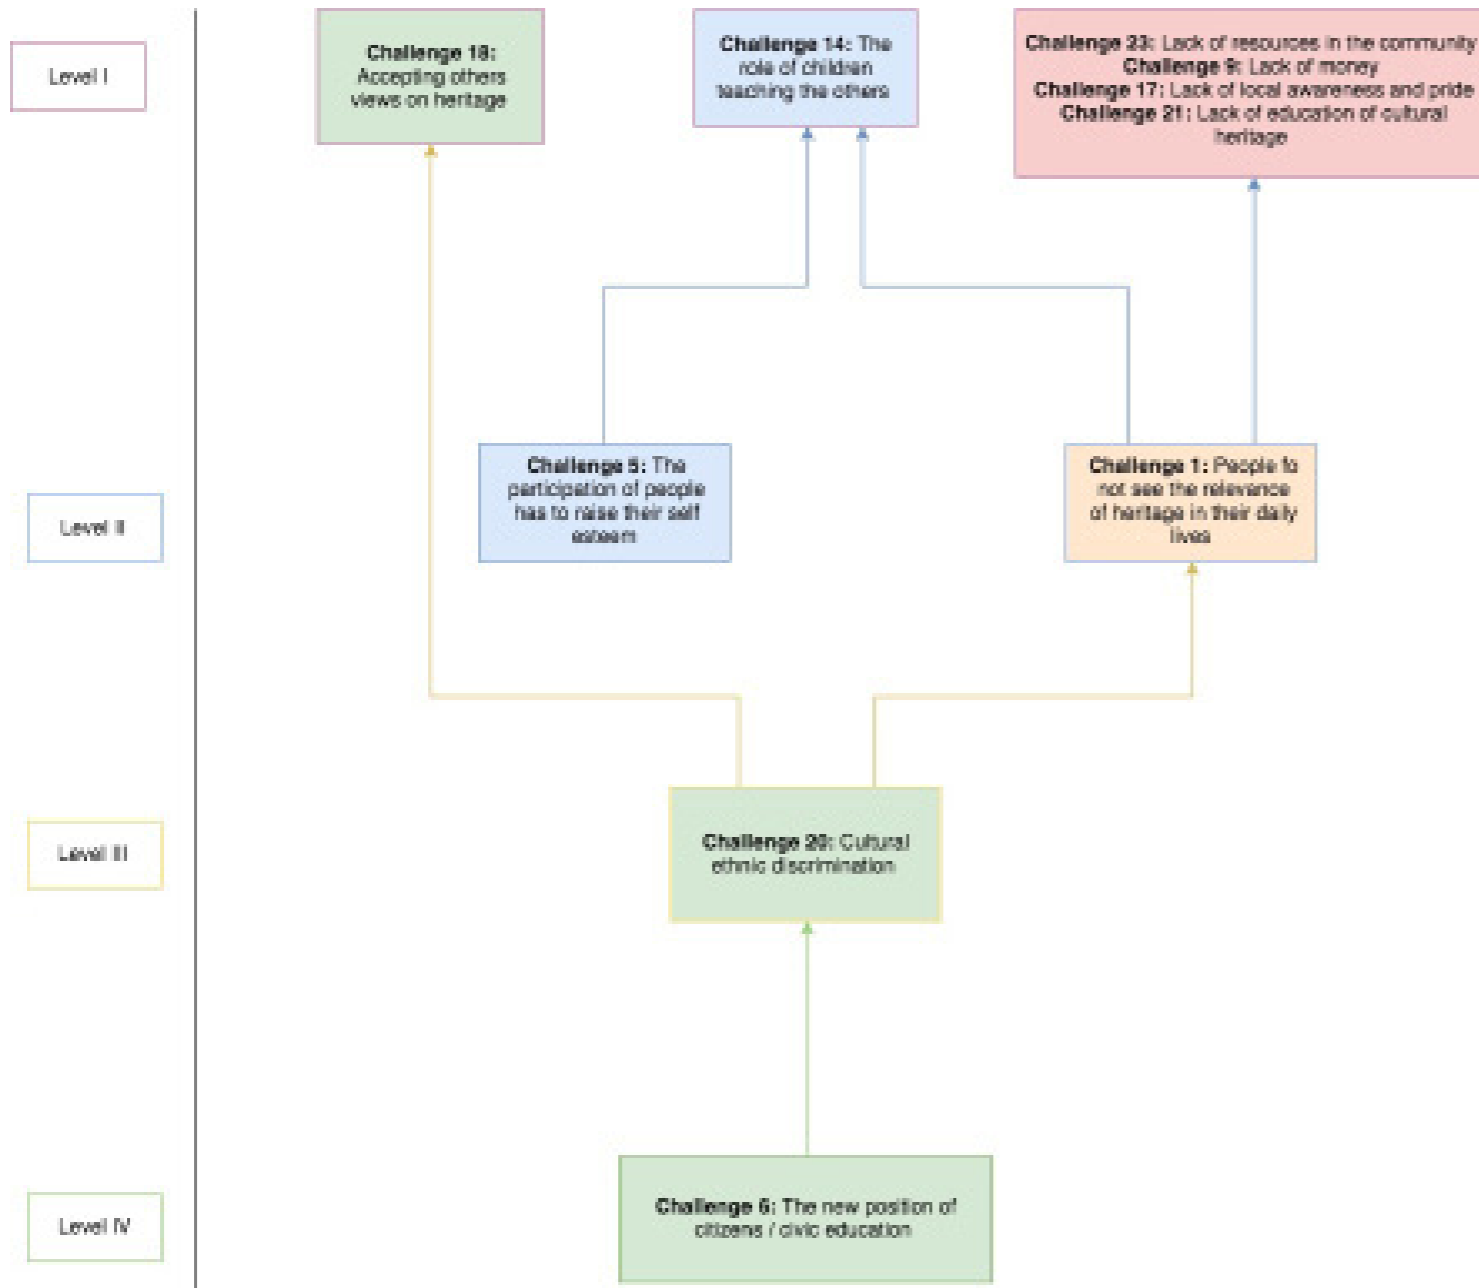 Level I
Challenge 18:
Accepting others
views on heritage
Challenge 14: The
role of children
teaching the others
Challenge 23: Lack of resources in the community
Challenge 9: Lack of money
Challenge 17: Lack of local awareness and pride
Challenge 21: Lack of education of cultural
heritage
Level II
Challenge 5: The
participation of people
has to raise their self
esteem
Challenge 1: People fo
not see the relevance
of heritage in their daily
lives
Level III
Challenge 20: Cultural
ethnic discrimination
Level IV
Challenge 6: The new position of
citizens / civic education